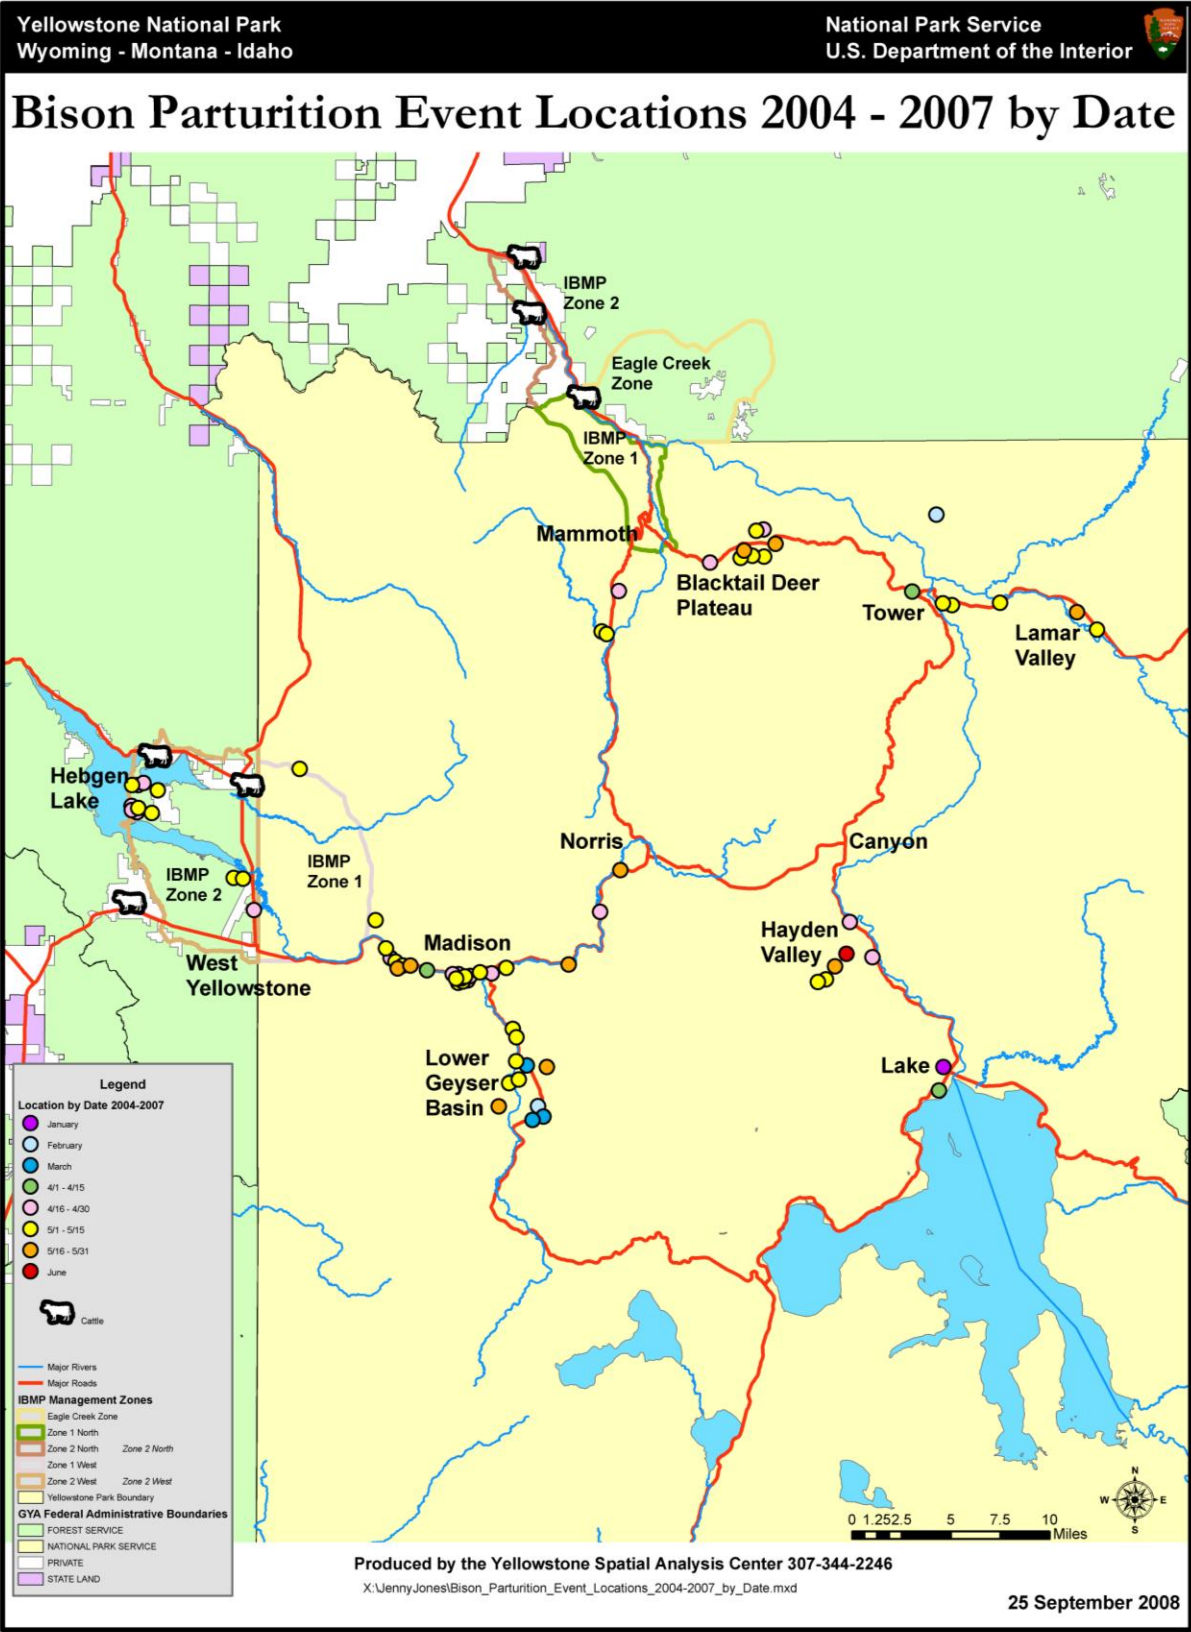 Yellowstone National Park
Wyoming - Montana - Idaho
National Park Service
U.S. Department of the Interior
Bison Parturition Event Locations 2004 - 2007 by Date
IBMP
Zone 2
Eagle Creek
Zone
IBMP
Zone 1
Mammoth
Blacktail Deer
Plateau
Tower
Lamar
Valley
Hebgen
Lake
Norris
Canyon
IBMP
Zone 1
IBMP
Zone 2
Hayden
Valley
Madison
West
Yellowstone
Lower
Geyser
Basin
Lake
Legend
Location by Date 2004-2007
January
February
March
4/1 - 4/15
4/16 - 4/30
5/1 - 5/15
5/16 - 5/31
June
Cattle
Major Rivers
Major Roads
IBMP Management Zones
Eagle Creek Zone
Zone 1 North
Zone 2 North Zone 2 North
Zone 1 West
Zone 2 West Zone 2 West
Yellowstone Park Boundary
GYA Federal Administrative Boundaries
FOREST SERVICE
NATIONAL PARK SERVICE
PRIVATE
STATE LAND
N
W E
S
0 1.252.5 5 7.5 10
Miles
Produced by the Yellowstone Spatial Analysis Center 307-344-2246
X:\JennyJones\Bison_Parturition_Event_Locations_2004-2007_by_Date.mxd
25 September 2008